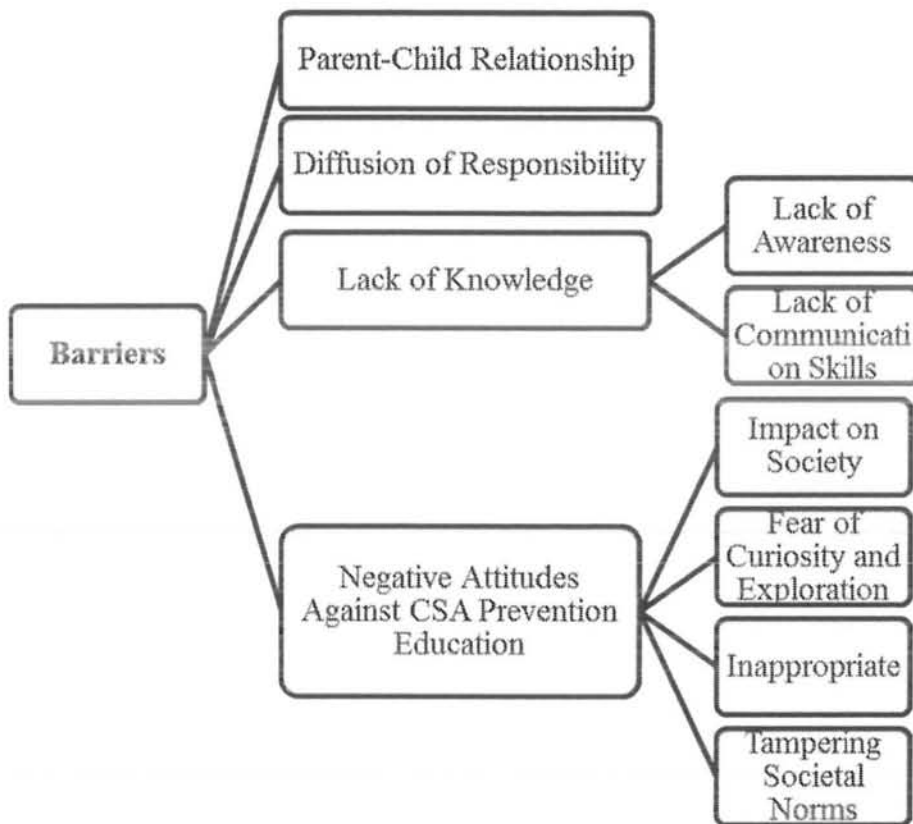 Parent-Child Relationship
Diffusion of Responsibility
Lack of Knowledge
Lack of
Awareness
Lack of
Communicati
on Skills
Barriers
Negative Attitudes
Against CSA Prevention
Education
Impact on
Society
Fear of
Curiosity and
Exploration
Inappropriate
Tampering
Societal
Norms